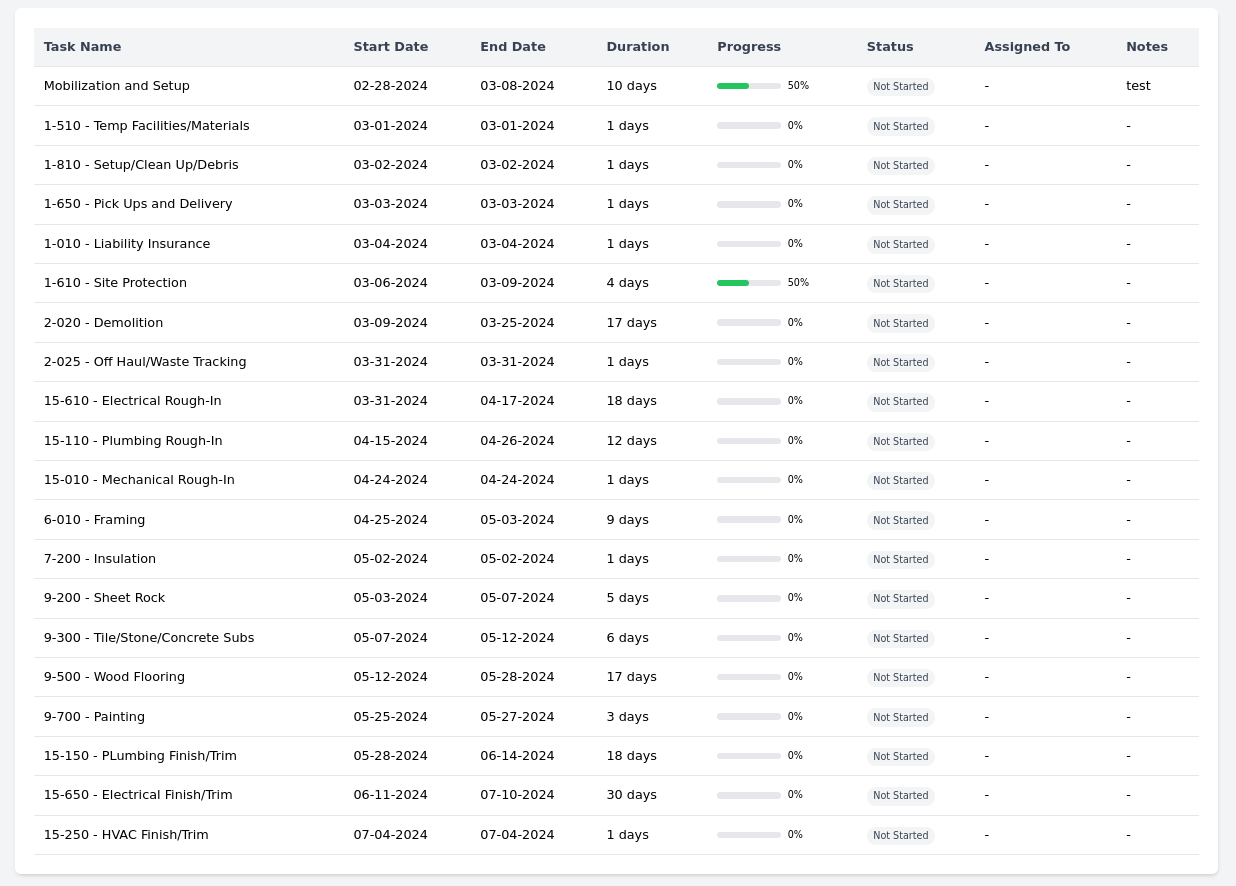 Task Name Start Date End Date Duration Progress Status Assigned To Notes
Mobilization and Setup 02-28-2024 03-08-2024 10 days 50% Not Started - test
1-510 - Temp Facilities/Materials 03-01-2024 03-01-2024 1 days 0% Not Started - -
1-810 - Setup/Clean Up/Debris 03-02-2024 03-02-2024 1 days 0% Not Started - -
1-650 - Pick Ups and Delivery 03-03-2024 03-03-2024 1 days 0% Not Started - -
1-010 - Liability Insurance 03-04-2024 03-04-2024 1 days 0% Not Started - -
1-610 - Site Protection 03-06-2024 03-09-2024 4 days 50% Not Started - -
2-020 - Demolition 03-09-2024 03-25-2024 17 days 0% Not Started - -
2-025 - Off Haul/Waste Tracking 03-31-2024 03-31-2024 1 days 0% Not Started - -
15-610 - Electrical Rough-In 03-31-2024 04-17-2024 18 days 0% Not Started - -
15-110 - Plumbing Rough-In 04-15-2024 04-26-2024 12 days 0% Not Started - -
15-010 - Mechanical Rough-In 04-24-2024 04-24-2024 1 days 0% Not Started - -
6-010 - Framing 04-25-2024 05-03-2024 9 days 0% Not Started - -
7-200 - Insulation 05-02-2024 05-02-2024 1 days 0% Not Started - -
9-200 - Sheet Rock 05-03-2024 05-07-2024 5 days 0% Not Started - -
9-300 - Tile/Stone/Concrete Subs 05-07-2024 05-12-2024 6 days 0% Not Started - -
9-500 - Wood Flooring 05-12-2024 05-28-2024 17 days 0% Not Started - -
9-700 - Painting 05-25-2024 05-27-2024 3 days 0% Not Started - -
15-150 - PLumbing Finish/Trim 05-28-2024 06-14-2024 18 days 0% Not Started - -
15-650 - Electrical Finish/Trim 06-11-2024 07-10-2024 30 days 0% Not Started - -
15-250 - HVAC Finish/Trim 07-04-2024 07-04-2024 1 days 0% Not Started - -